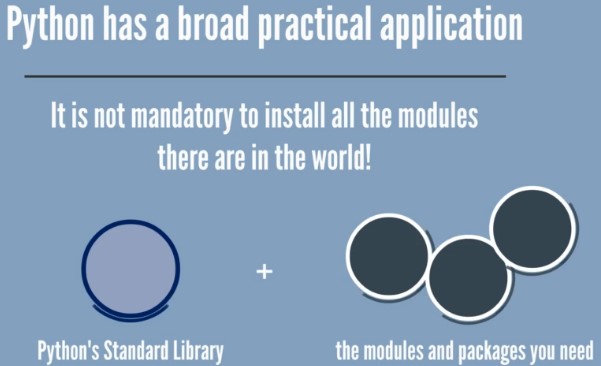 Python has a broad practical application
It is not mandatory to install all the modules
there are in the world!
+
Python's Standard Library
the modules and packages you need